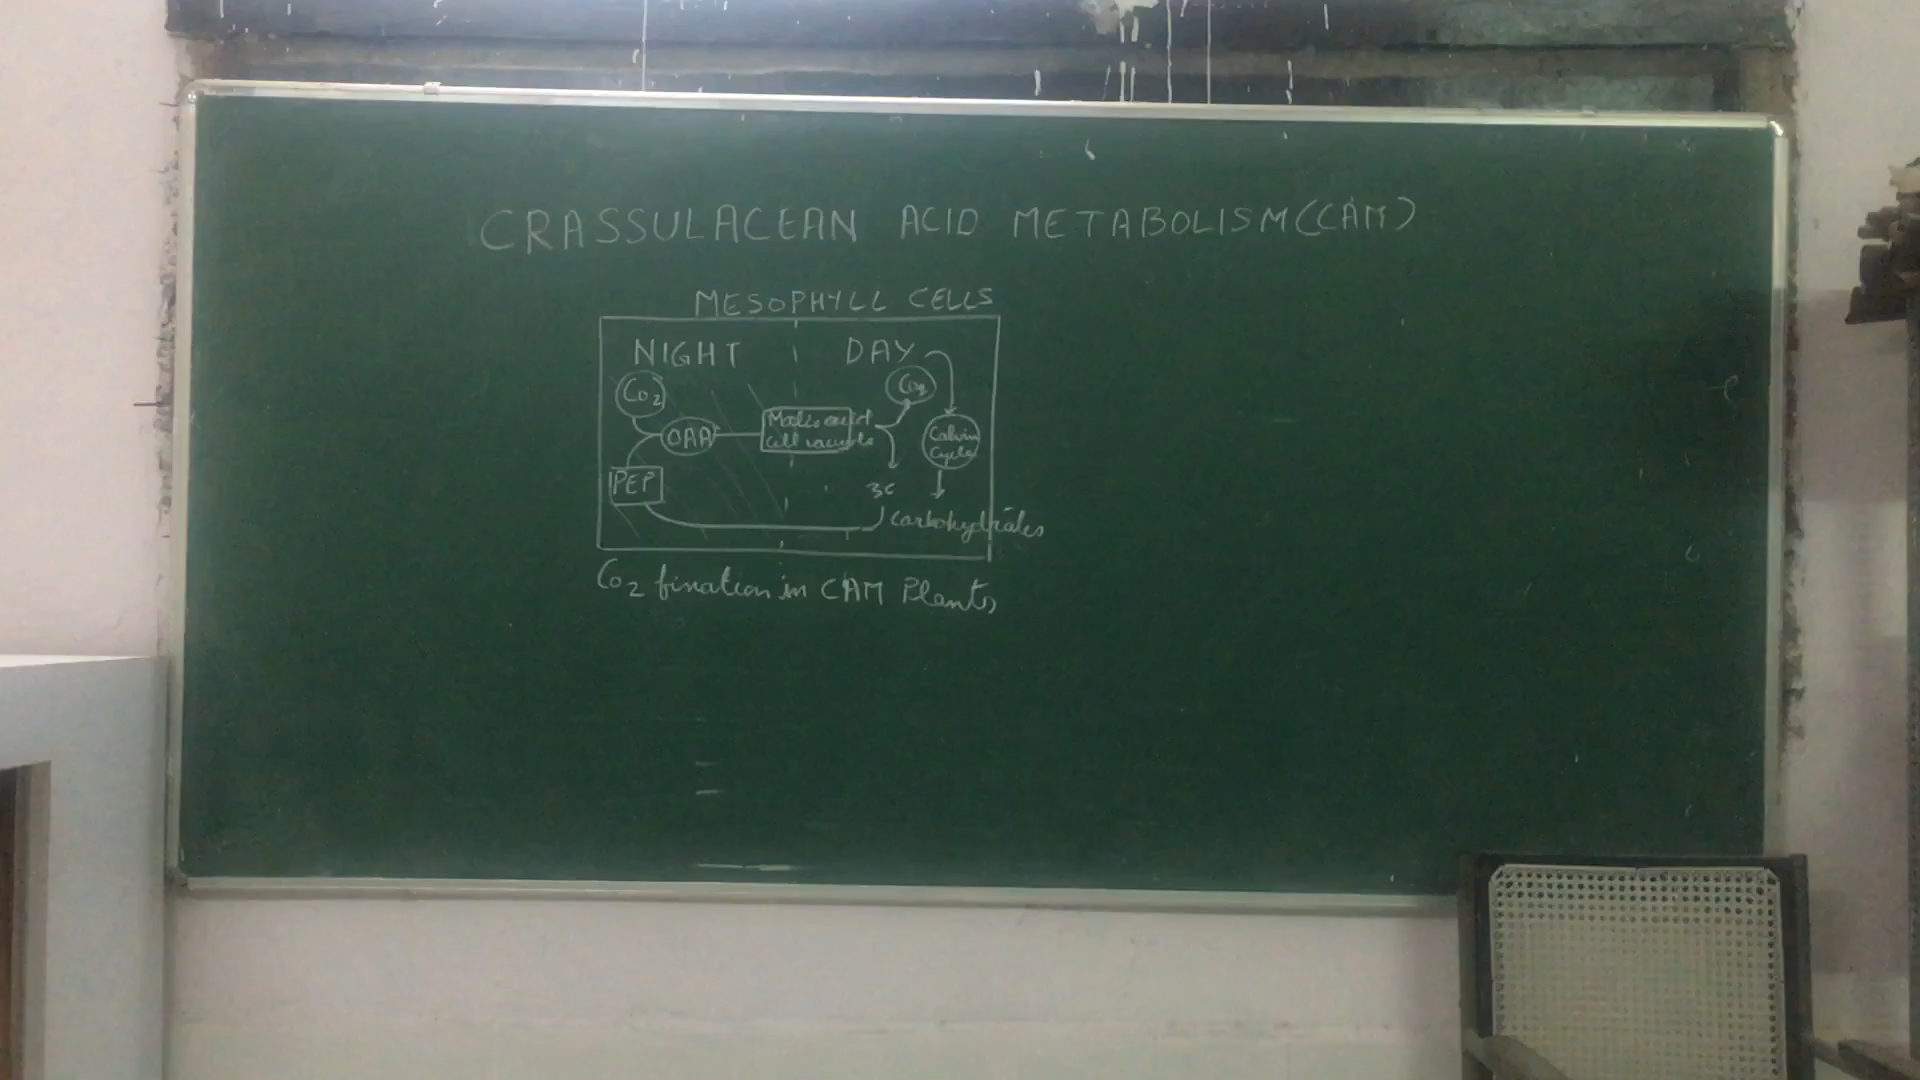 CRASSULACEAN ACID METABOLISM (CAM)
MESOPHYLL CELLS
NIGHT DAY
CO2 CO2
OAA Malic acid cell vacuole Calvin Cycle
PEP 3C
Carbohydrates
CO2 fixation in CAM Plants